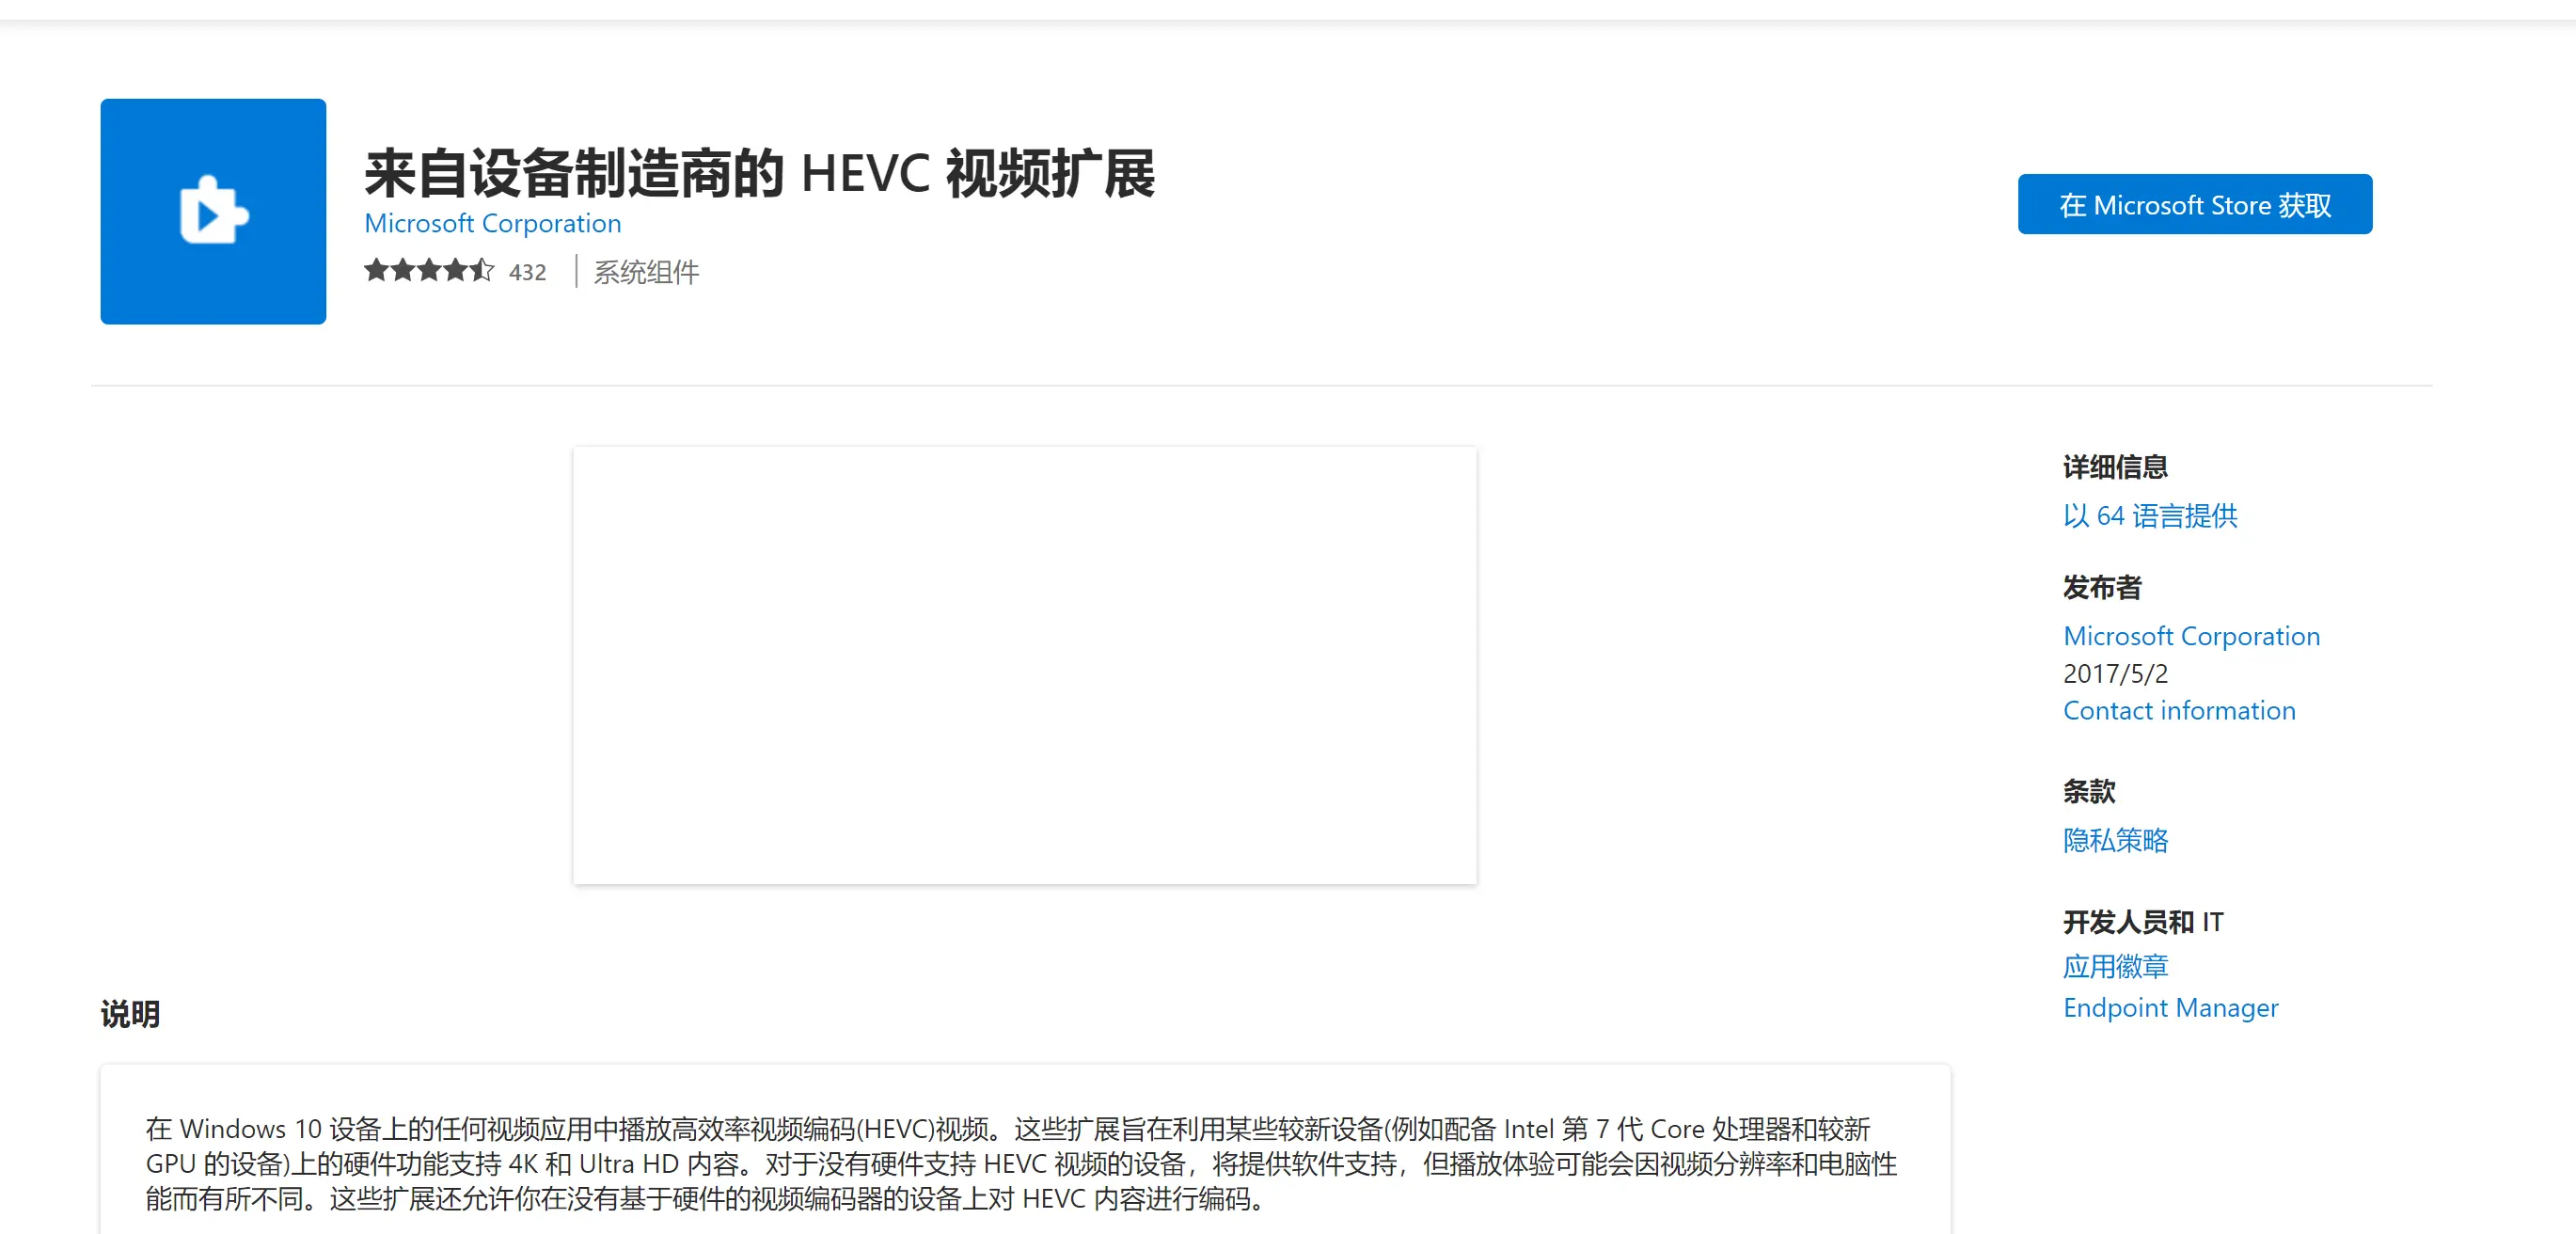 来自设备制造商的 HEVC 视频扩展
Microsoft Corporation
432
系统组件
在 Microsoft Store 获取
详细信息
以 64 语言提供
发布者
Microsoft Corporation
2017/5/2
Contact information
条款
隐私策略
开发人员和 IT
应用徽章
Endpoint Manager
说明
在 Windows 10 设备上的任何视频应用中播放高效率视频编码(HEVC)视频。这些扩展旨在利用某些较新设备(例如配备 Intel 第 7 代 Core 处理器和较新
GPU 的设备)上的硬件功能支持 4K 和 Ultra HD 内容。对于没有硬件支持 HEVC 视频的设备，将提供软件支持，但播放体验可能会因视频分辨率和电脑性
能而有所不同。这些扩展还允许你在没有基于硬件的视频编码器的设备上对 HEVC 内容进行编码。